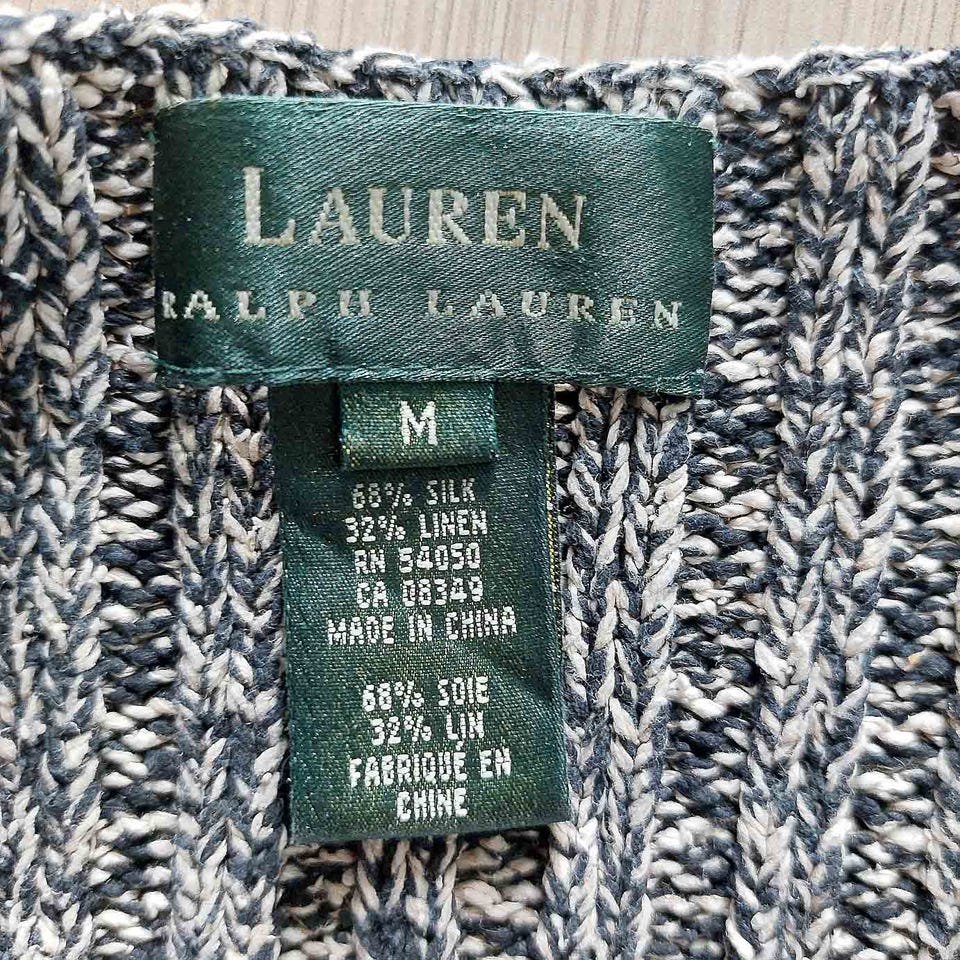 LAUREN
RALPH LAUREN
M
68% SILK
32% LINEN
RN 54050
CA 08349
MADE IN CHINA
68% SOIE
32% LIN
FABRIQUÉ EN
CHINE